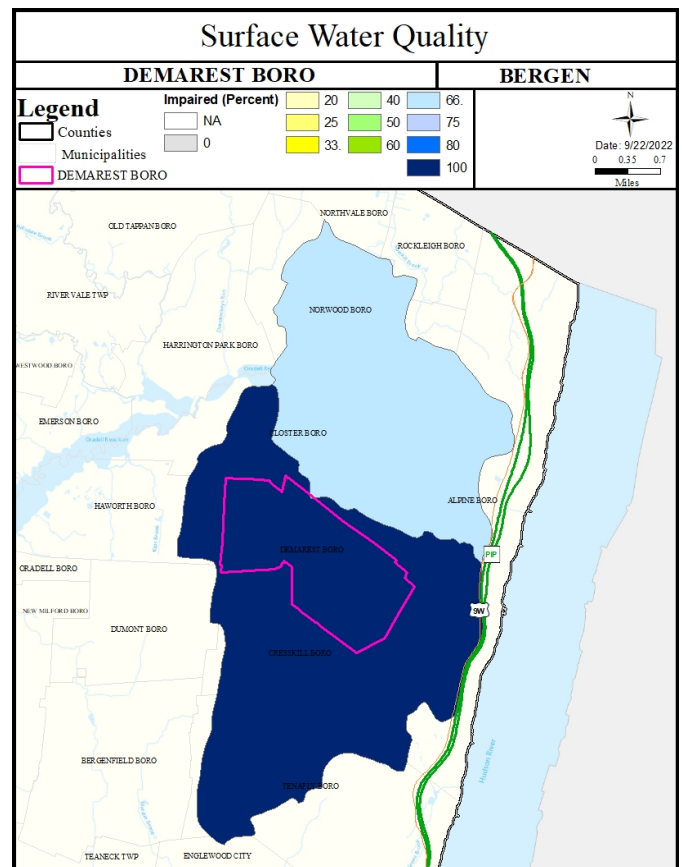 Surface Water Quality
DEMAREST BORO
BERGEN
Legend
Counties
Municipalities
DEMAREST BORO
Impaired (Percent)
NA
0
20
25
33.
40
50
60
66.
75
80
100
N
Date: 9/22/2022
0 0.35 0.7
Miles
NORTHVALE BORO
OLD TAPPAN BORO
ROCKLEIGH BORO
RIVER VALE TWP
NORWOOD BORO
HARRINGTON PARK BORO
WESTWOOD BORO
EMERSON BORO
CLOSTER BORO
ALPINE BORO
HAWORTH BORO
DEMAREST BORO
PIP
ORADELL BORO
NEW MILFORD BORO
9W
DUMONT BORO
CRESSKILL BORO
Hudson River
BERGENFIELD BORO
TENAFLY BORO
TEANECK TWP
ENGLEWOOD CITY